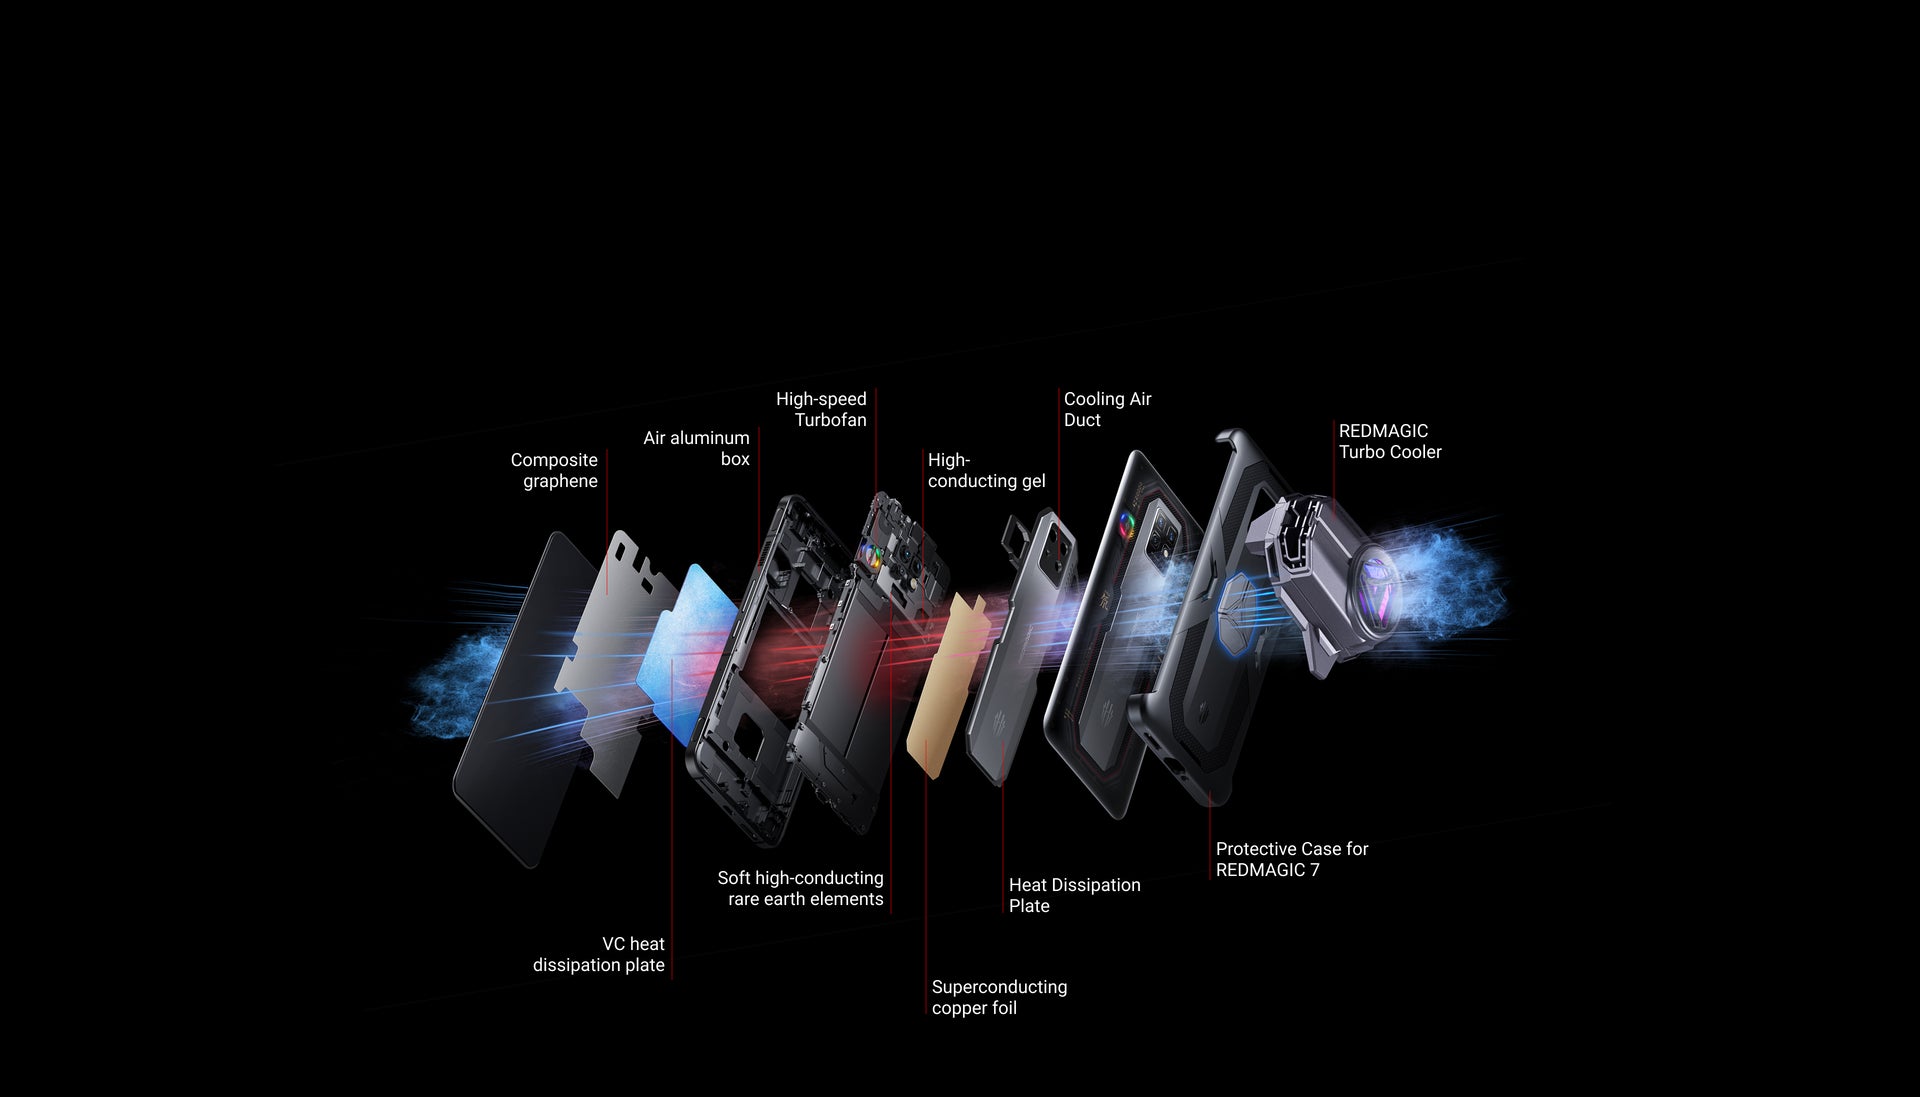 High-speed
Turbofan
Cooling Air
Duct
Air aluminum
box
REDMAGIC
Turbo Cooler
Composite
graphene
High-
conducting gel
Protective Case for
REDMAGIC 7
Soft high-conducting
rare earth elements
Heat Dissipation
Plate
VC heat
dissipation plate
Superconducting
copper foil